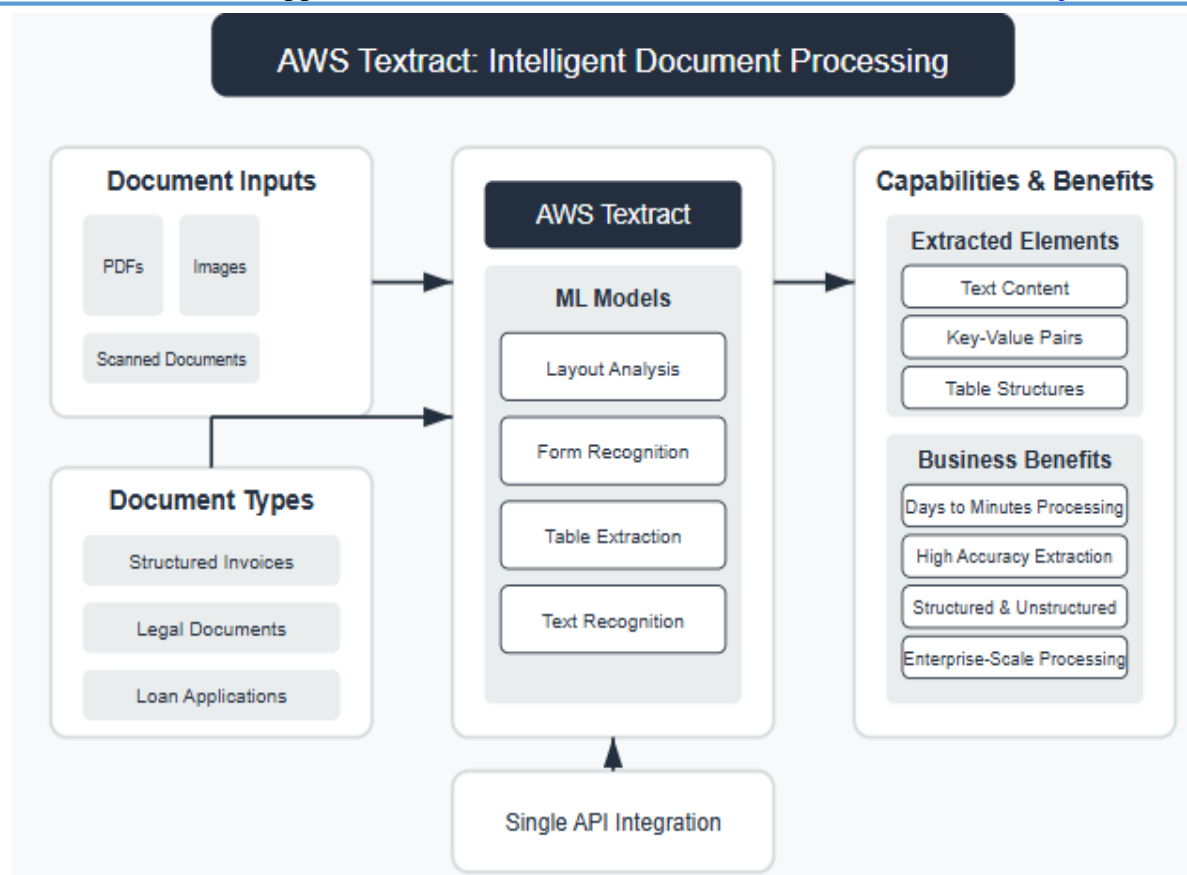 AWS Textract: Intelligent Document Processing
Document Inputs
PDFs
Images
Scanned Documents
Document Types
Structured Invoices
Legal Documents
Loan Applications
AWS Textract
ML Models
Layout Analysis
Form Recognition
Table Extraction
Text Recognition
Single API Integration
Capabilities & Benefits
Extracted Elements
Text Content
Key-Value Pairs
Table Structures
Business Benefits
Days to Minutes Processing
High Accuracy Extraction
Structured & Unstructured
Enterprise-Scale Processing